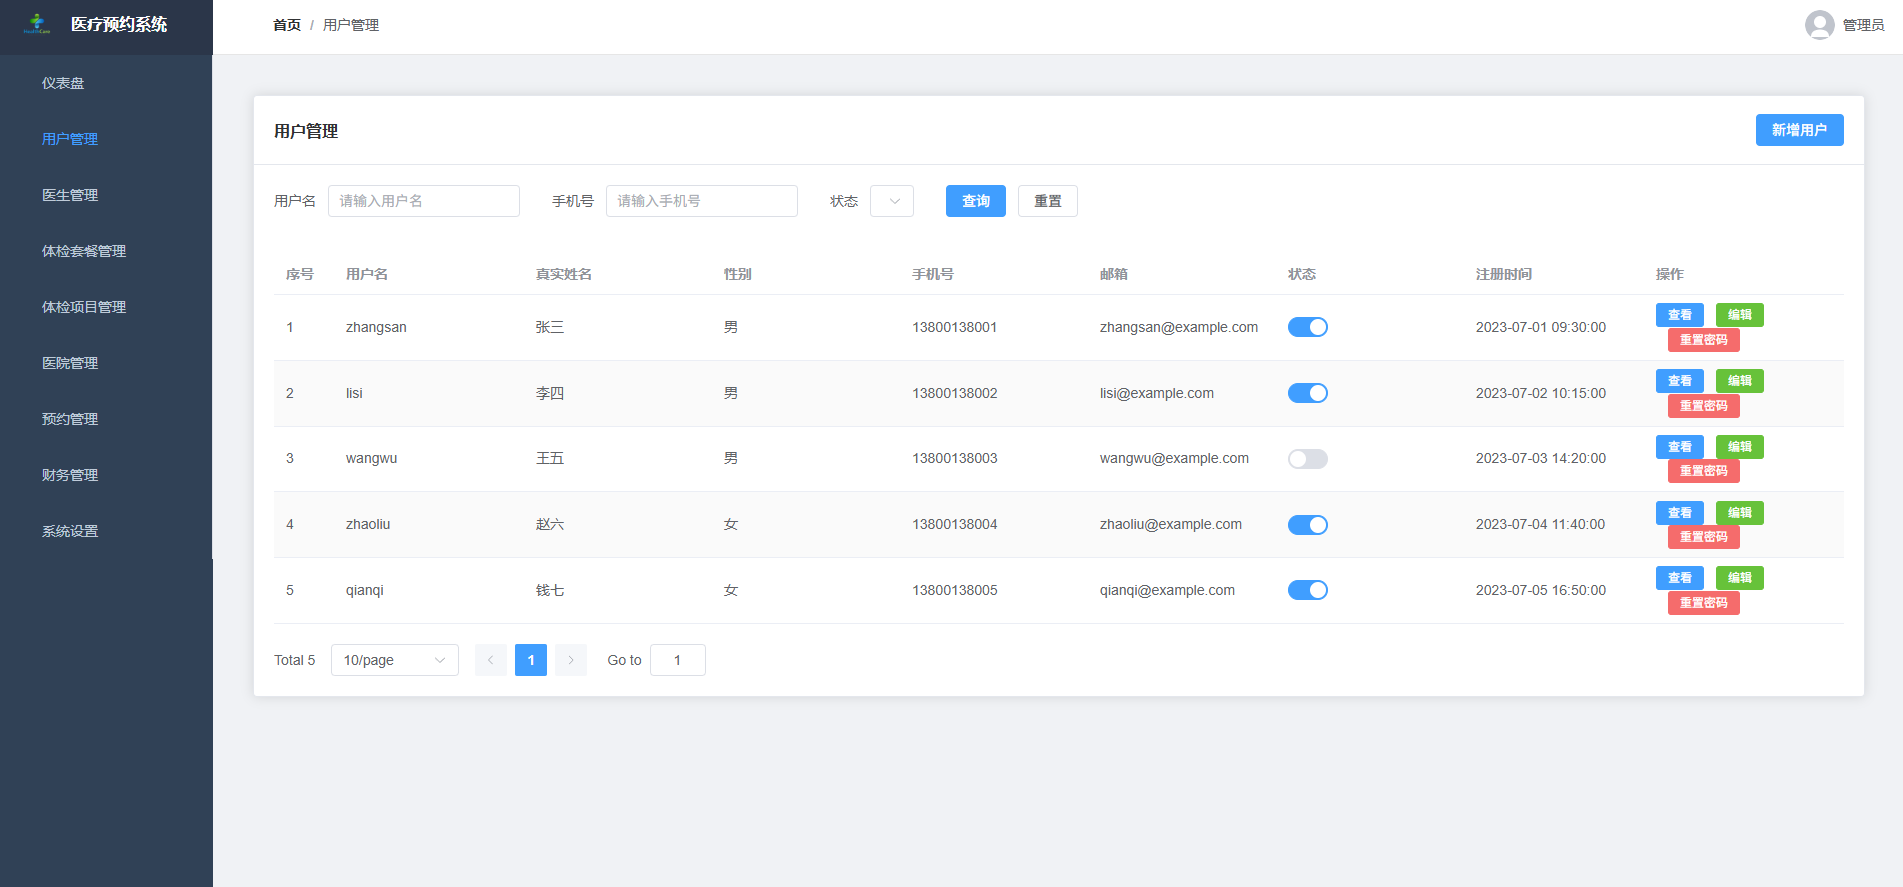 HealthCare 医疗预约系统
首页 / 用户管理
管理员
仪表盘
用户管理
医生管理
体检套餐管理
体检项目管理
医院管理
预约管理
财务管理
系统设置
用户管理 新增用户
用户名 请输入用户名 手机号 请输入手机号 状态 查询 重置
序号 用户名 真实姓名 性别 手机号 邮箱 状态 注册时间 操作
1 zhangsan 张三 男 13800138001 zhangsan@example.com 2023-07-01 09:30:00 查看 编辑
重置密码
2 lisi 李四 男 13800138002 lisi@example.com 2023-07-02 10:15:00 查看 编辑
重置密码
3 wangwu 王五 男 13800138003 wangwu@example.com 2023-07-03 14:20:00 查看 编辑
重置密码
4 zhaoliu 赵六 女 13800138004 zhaoliu@example.com 2023-07-04 11:40:00 查看 编辑
重置密码
5 qianqi 钱七 女 13800138005 qianqi@example.com 2023-07-05 16:50:00 查看 编辑
重置密码
Total 5 10/page 1 Go to 1